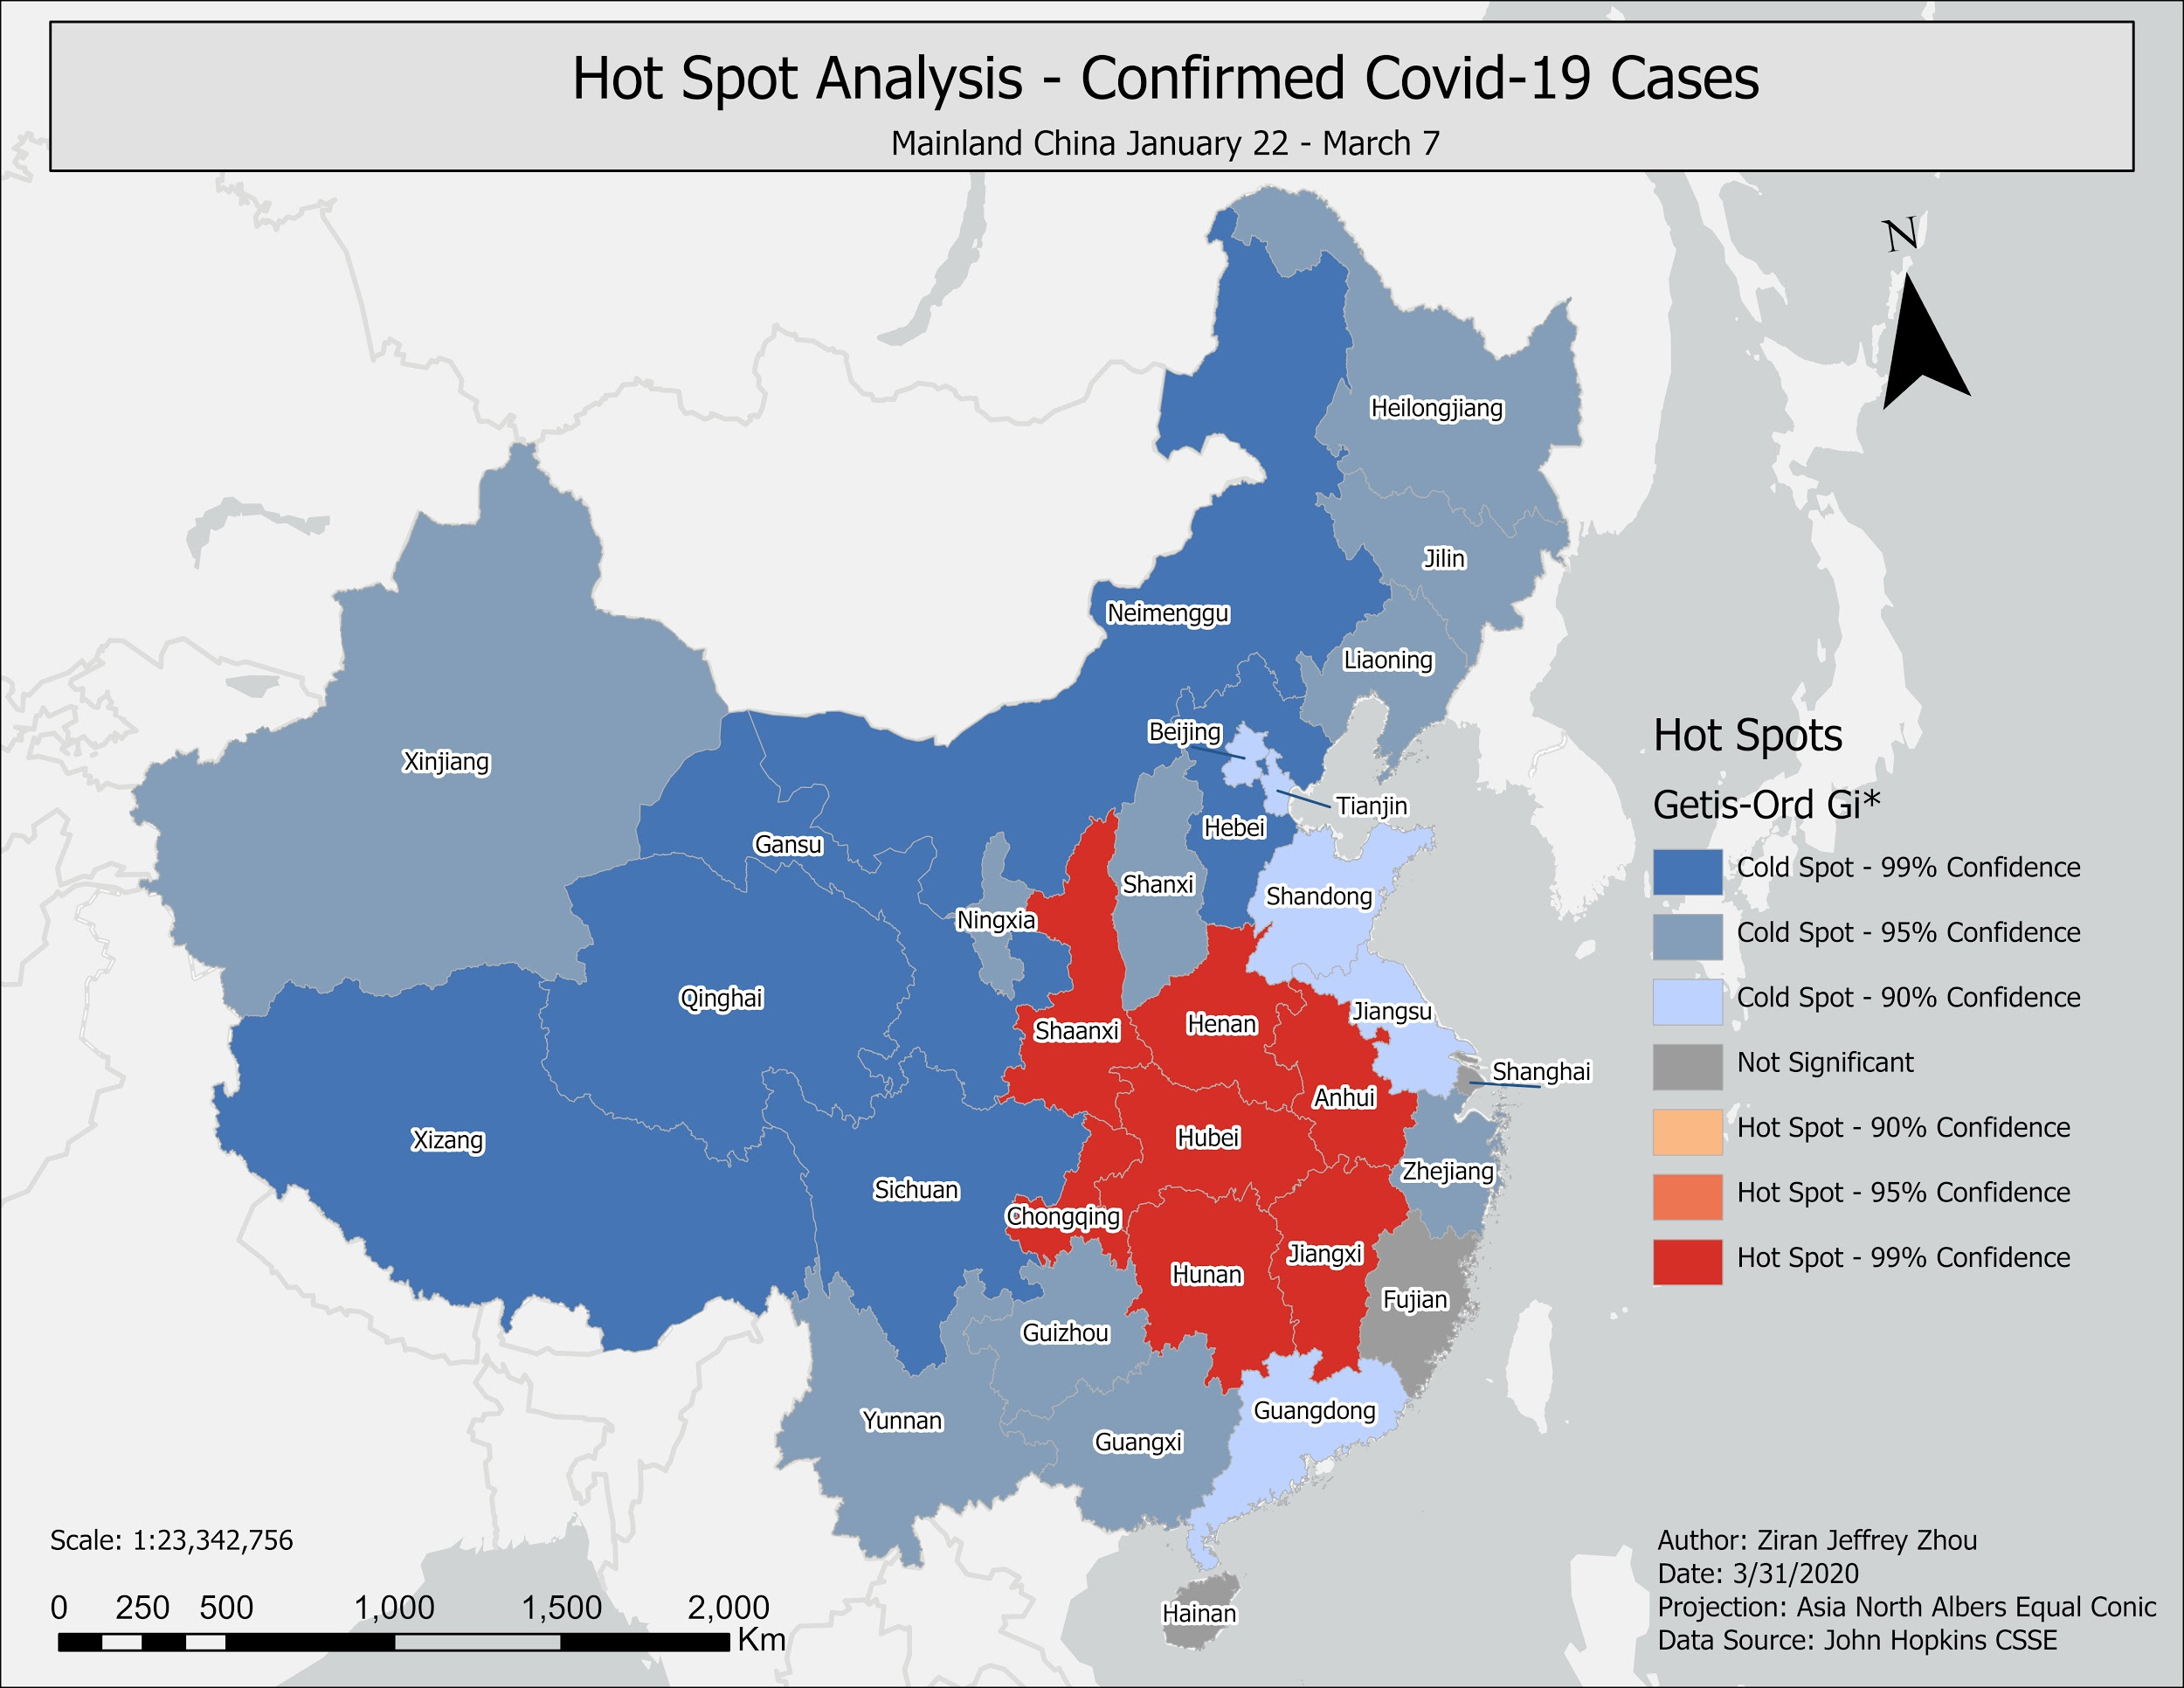 Hot Spot Analysis - Confirmed Covid-19 Cases
Mainland China January 22 - March 7
N
Heilongjiang
Jilin
Neimenggu
Liaoning
Beijing
Xinjiang
Tianjin
Hebei
Gansu
Shanxi
Shandong
Ningxia
Qinghai
Jiangsu
Henan
Shaanxi
Shanghai
Anhui
Hubei
Xizang
Zhejiang
Sichuan
Chongqing
Jiangxi
Hunan
Fujian
Guizhou
Guangdong
Yunnan
Guangxi
Hainan
Hot Spots
Getis-Ord Gi*
Cold Spot - 99% Confidence
Cold Spot - 95% Confidence
Cold Spot - 90% Confidence
Not Significant
Hot Spot - 90% Confidence
Hot Spot - 95% Confidence
Hot Spot - 99% Confidence
Scale: 1:23,342,756
0 250 500 1,000 1,500 2,000
Km
Author: Ziran Jeffrey Zhou
Date: 3/31/2020
Projection: Asia North Albers Equal Conic
Data Source: John Hopkins CSSE